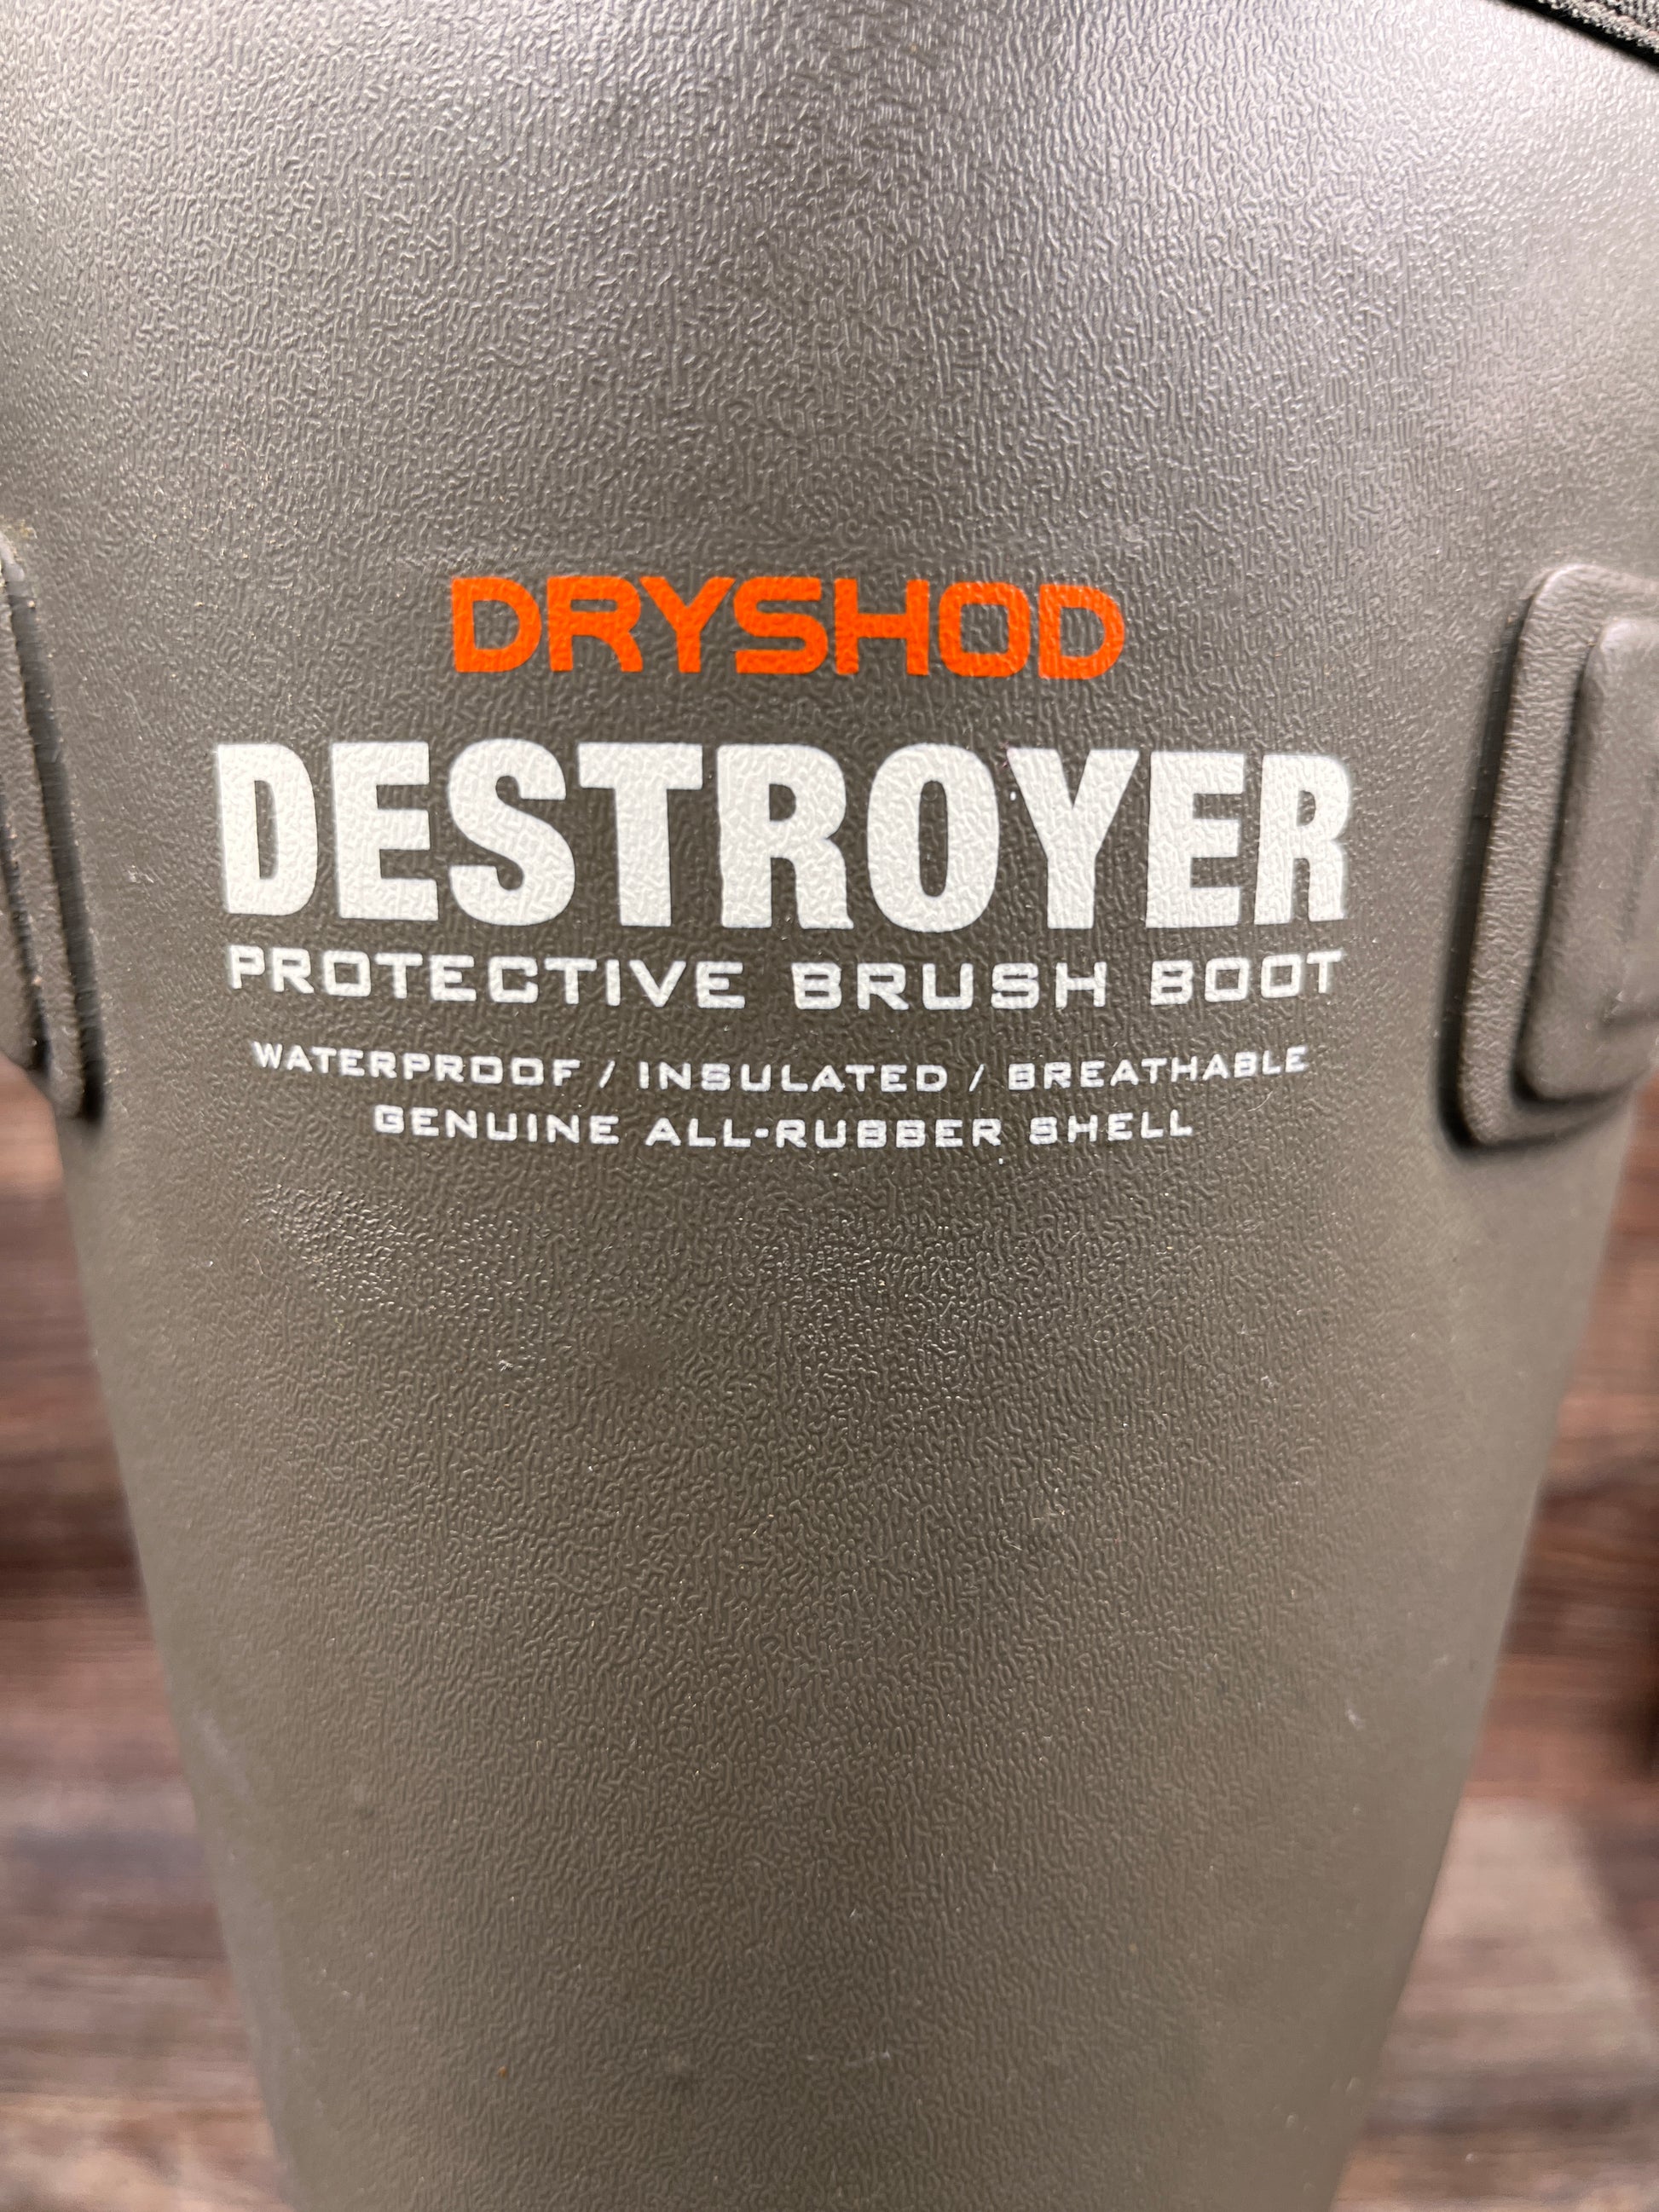 DRYSHOD
DESTROYER
PROTECTIVE BRUSH BOOT
WATERPROOF / INSULATED / BREATHABLE
GENUINE ALL-RUBBER SHELL